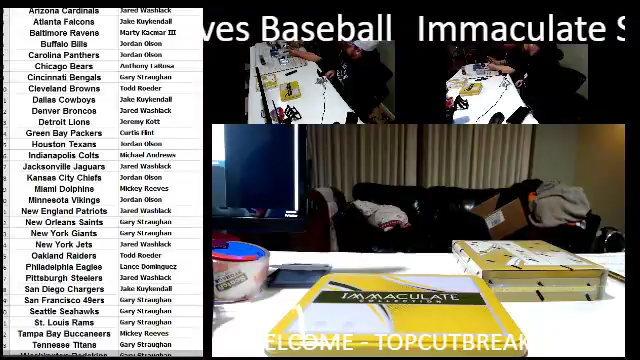 Arizona Cardinals Jared Washlack
Atlanta Falcons Jake Kuykendall
Baltimore Ravens Marty Kacmar III
Buffalo Bills Jordan Olson
Carolina Panthers Jordan Olson
Chicago Bears Anthony LaRosa
Cincinnati Bengals Gary Straughan
Cleveland Browns Todd Roeder
Dallas Cowboys Jake Kuykendall
Denver Broncos Jared Washlack
Detroit Lions Jeremy Kott
Green Bay Packers Curtis Flint
Houston Texans Jordan Olson
Indianapolis Colts Michael Andrews
Jacksonville Jaguars Jared Washlack
Kansas City Chiefs Jordan Olson
Miami Dolphins Mickey Reeves
Minnesota Vikings Jordan Olson
New England Patriots Jared Washlack
New Orleans Saints Gary Straughan
New York Giants Gary Straughan
New York Jets Jared Washlack
Oakland Raiders Todd Roeder
Philadelphia Eagles Lance Dominguez
Pittsburgh Steelers Jared Washlack
San Diego Chargers Jake Kuykendall
San Francisco 49ers Gary Straughan
Seattle Seahawks Gary Straughan
St. Louis Rams Gary Straughan
Tampa Bay Buccaneers Mickey Reeves
Tennessee Titans Gary Straughan
Washington Redskins Gary Straughan
ves Baseball Immaculate S
IMMACULATE
COLLECTION
ELCOME - TOPCUTBREAK